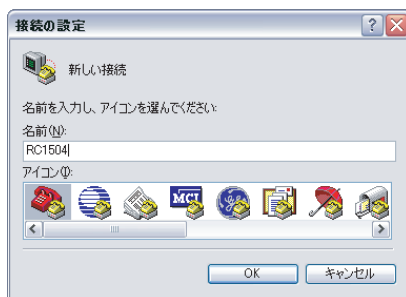 接続の設定
新しい接続
名前を入力し、アイコンを選んでください:
名前(N):
RC1504
アイコン(I):
MCI
OK
キャンセル